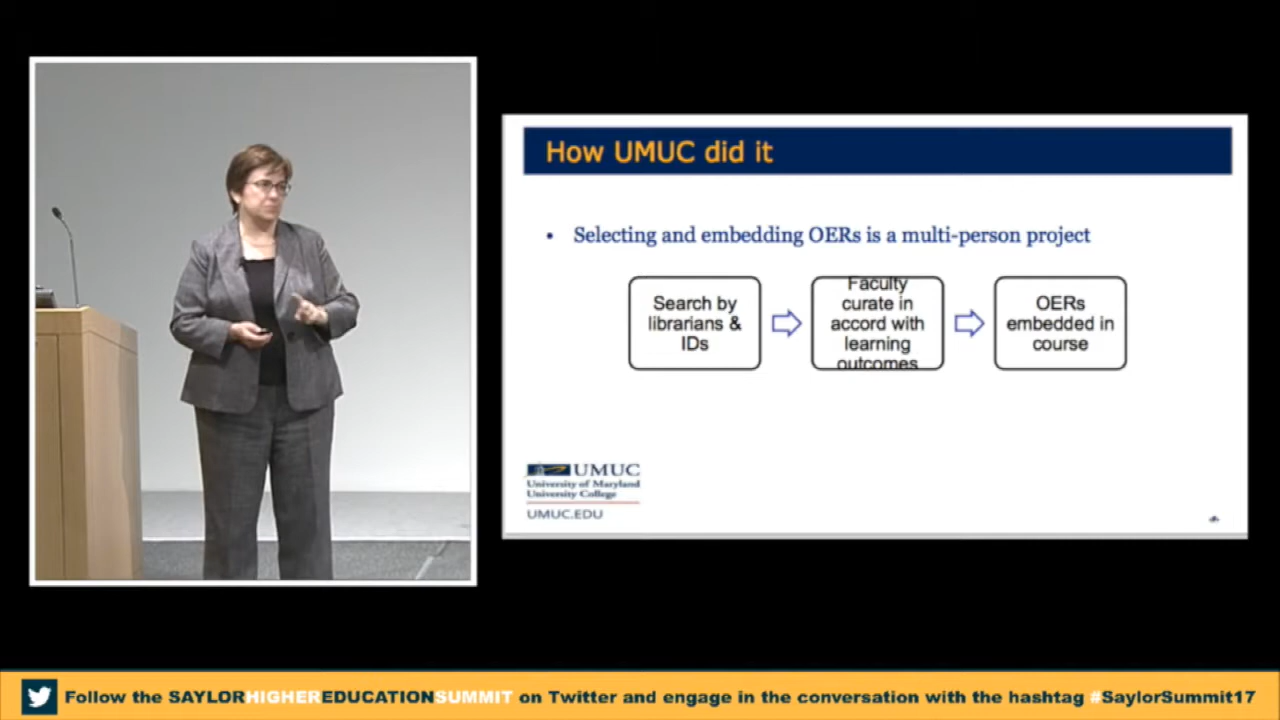 How UMUC did it
• Selecting and embedding OERs is a multi-person project
Search by
librarians &
IDs
Faculty
curate in
accord with
learning
outcomes
OERs
embedded in
course
UMUC
University of Maryland
University College
UMUC.EDU
Follow the SAYLORHIGHEREDUCATIONSUMMIT on Twitter and engage in the conversation with the hashtag #SaylorSummit17